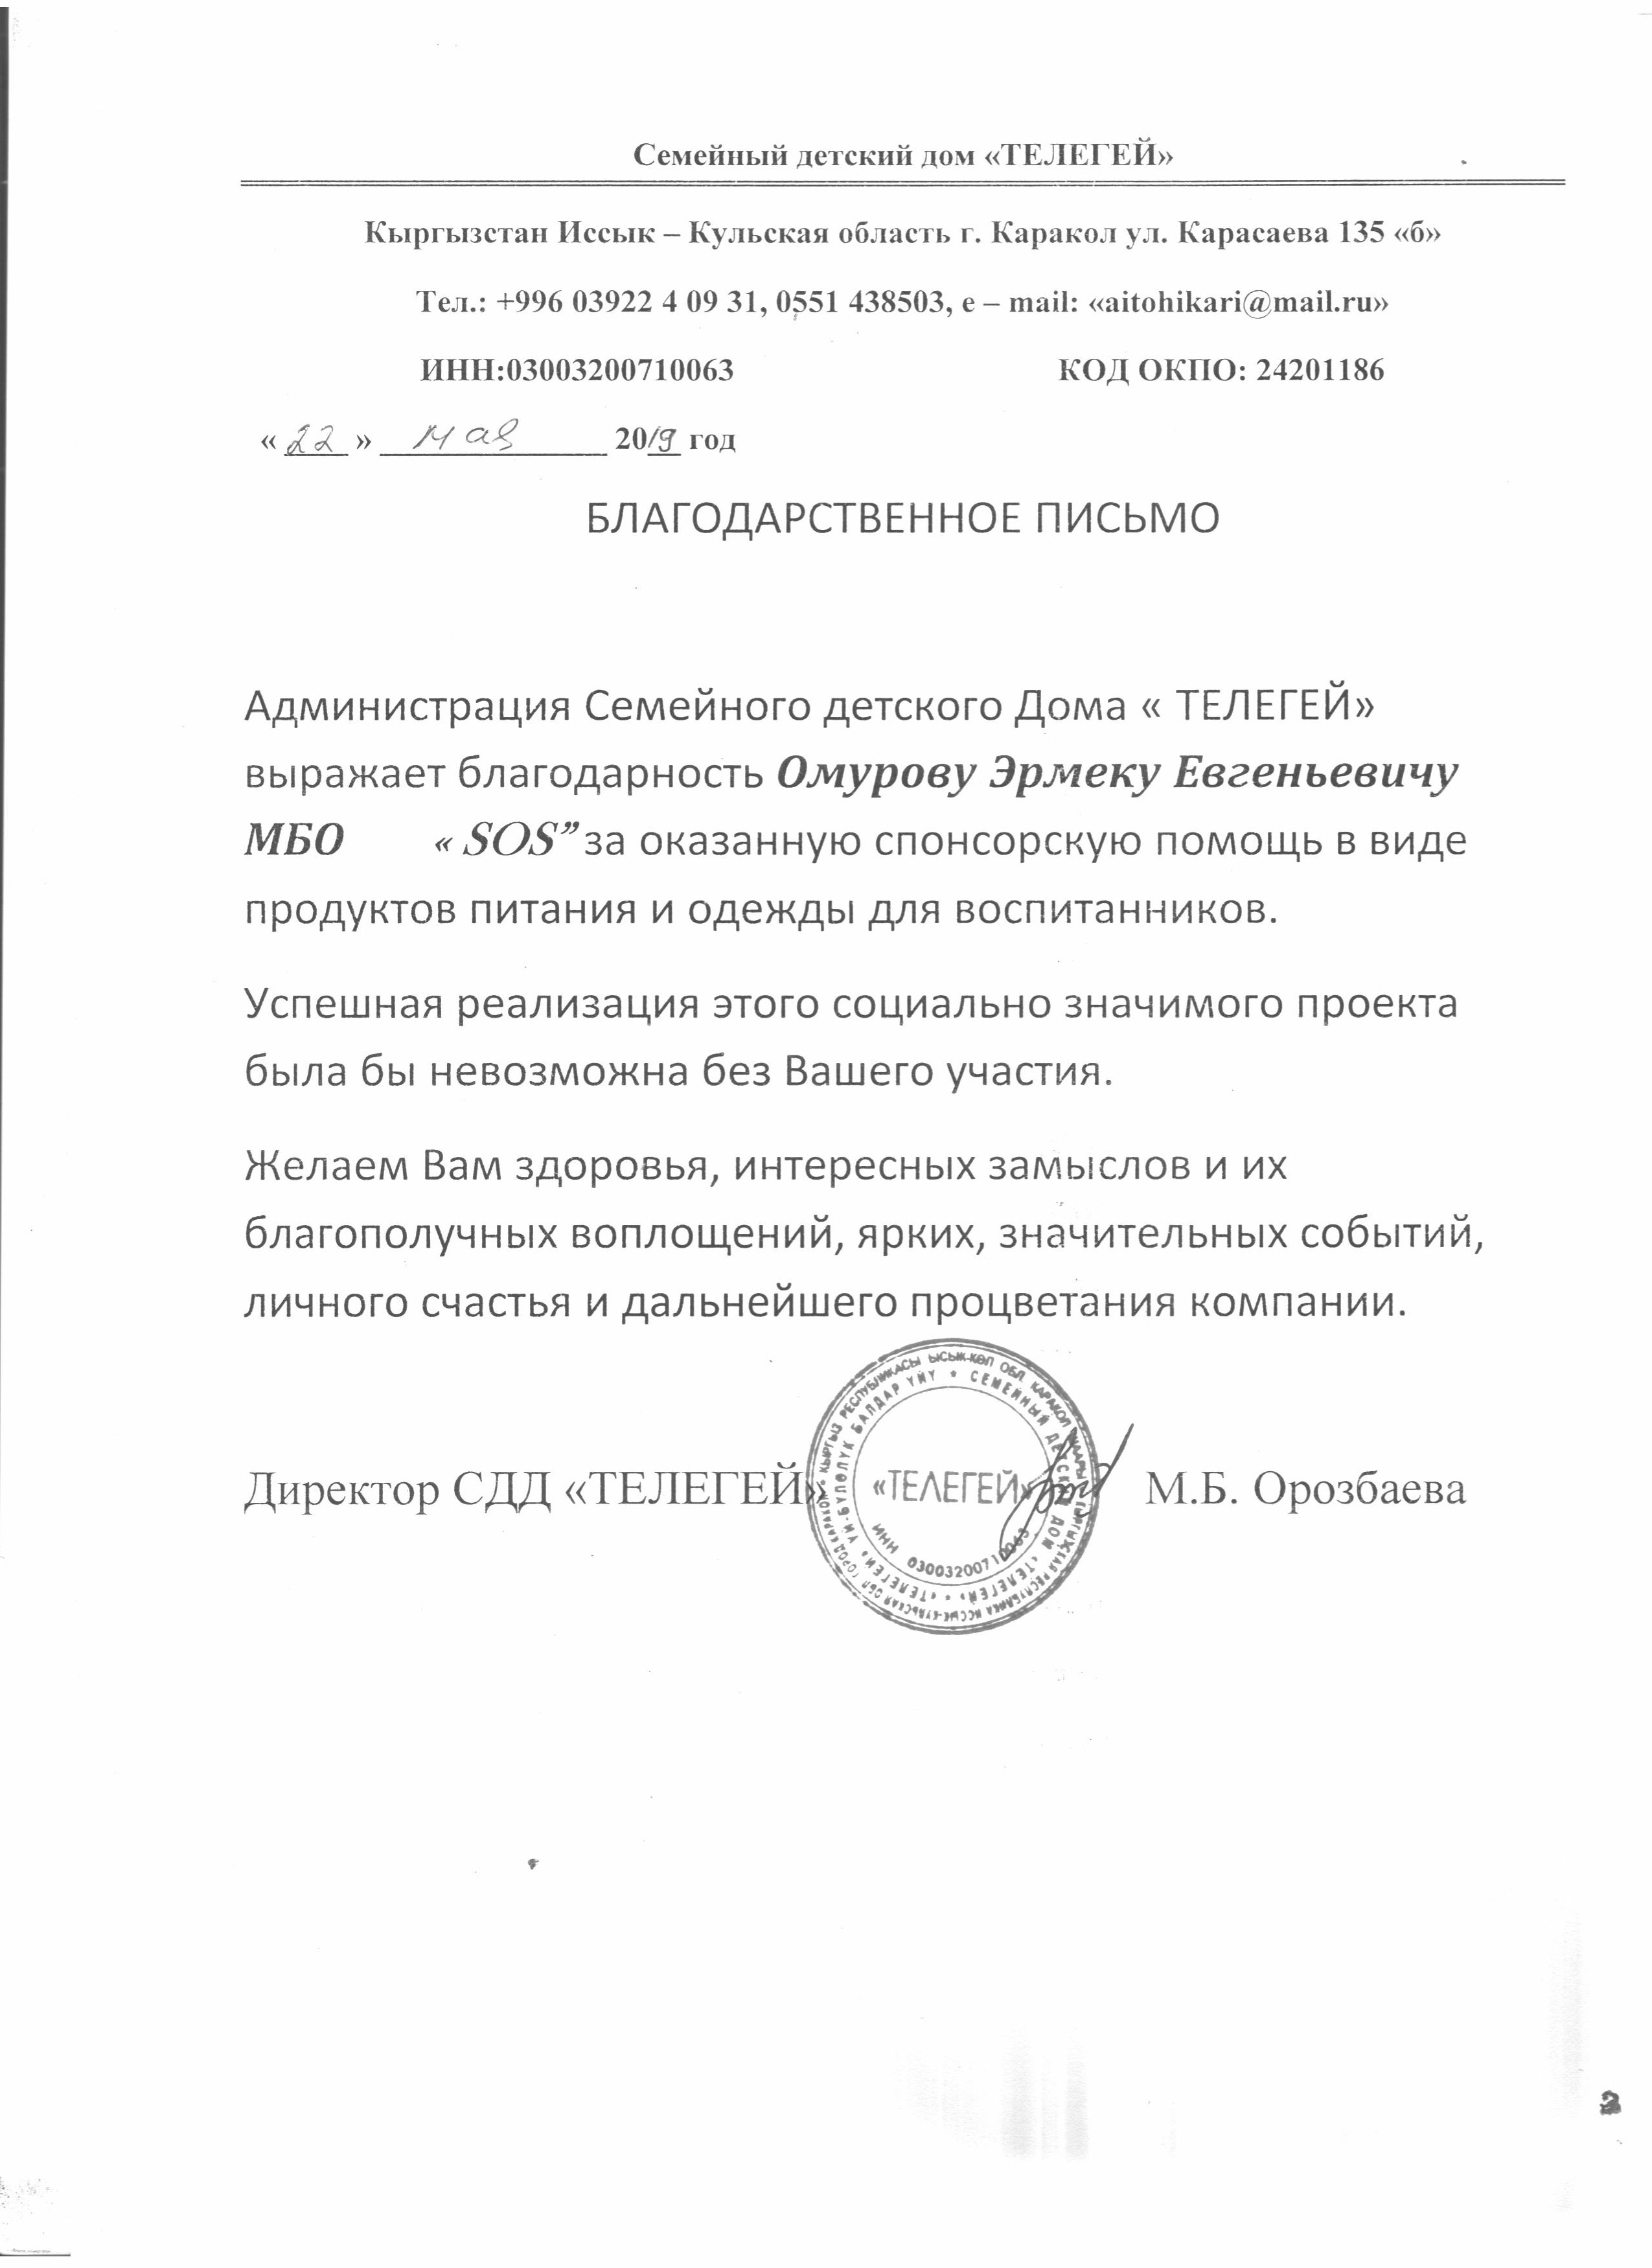 Семейный детский дом «ТЕЛЕГЕЙ»
Кыргызстан Иссык – Кульская область г. Каракол ул. Карасаева 135 «б»
Тел.: +996 03922 4 09 31, 0551 438503, e – mail: «aitohikari@mail.ru»
ИНН:03003200710063 КОД ОКПО: 24201186
« 22 » мая 2019 год
БЛАГОДАРСТВЕННОЕ ПИСЬМО
Администрация Семейного детского Дома « ТЕЛЕГЕЙ»
выражает благодарность Омурову Эрмеку Евгеньевичу
МБО « SOS” за оказанную спонсорскую помощь в виде
продуктов питания и одежды для воспитанников.
Успешная реализация этого социально значимого проекта
была бы невозможна без Вашего участия.
Желаем Вам здоровья, интересных замыслов и их
благополучных воплощений, ярких, значительных событий,
личного счастья и дальнейшего процветания компании.
Директор СДД «ТЕЛЕГЕЙ» М.Б. Орозбаева
КЫРГЫЗ РЕСПУБЛИКАСЫ ЫСЫК-КӨЛ ОБЛ КАРАКОЛ ШААРЫ * КЫРГЫЗСКАЯ РЕСПУБЛИКА ИССЫК-КУЛЬСКАЯ ОБЛ ГОРОД КАРАКОЛ
* СЕМЕЙНЫЙ ДЕТСКИЙ ДОМ «ТЕЛЕГЕЙ» * «ТЕЛЕГЕЙ» ҮЙ-БҮЛӨЛҮК БАЛДАР ҮЙҮ
«ТЕЛЕГЕЙ»
ИНН 03003200710063